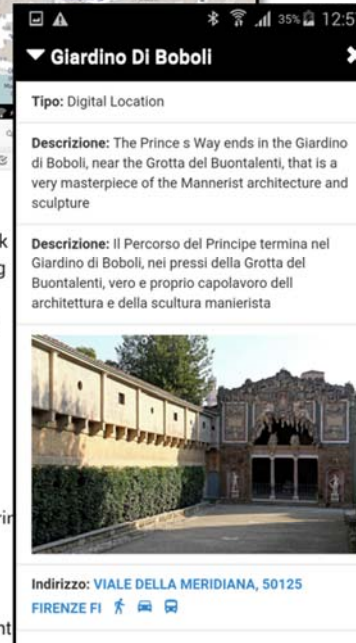 35% 12:5
Giardino Di Boboli
Tipo: Digital Location
Descrizione: The Prince s Way ends in the Giardino
di Boboli, near the Grotta del Buontalenti, that is a
very masterpiece of the Mannerist architecture and
sculpture
Descrizione: Il Percorso del Principe termina nel
Giardino di Boboli, nei pressi della Grotta del
Buontalenti, vero e proprio capolavoro dell
architettura e della scultura manierista
Indirizzo: VIALE DELLA MERIDIANA, 50125
FIRENZE FI